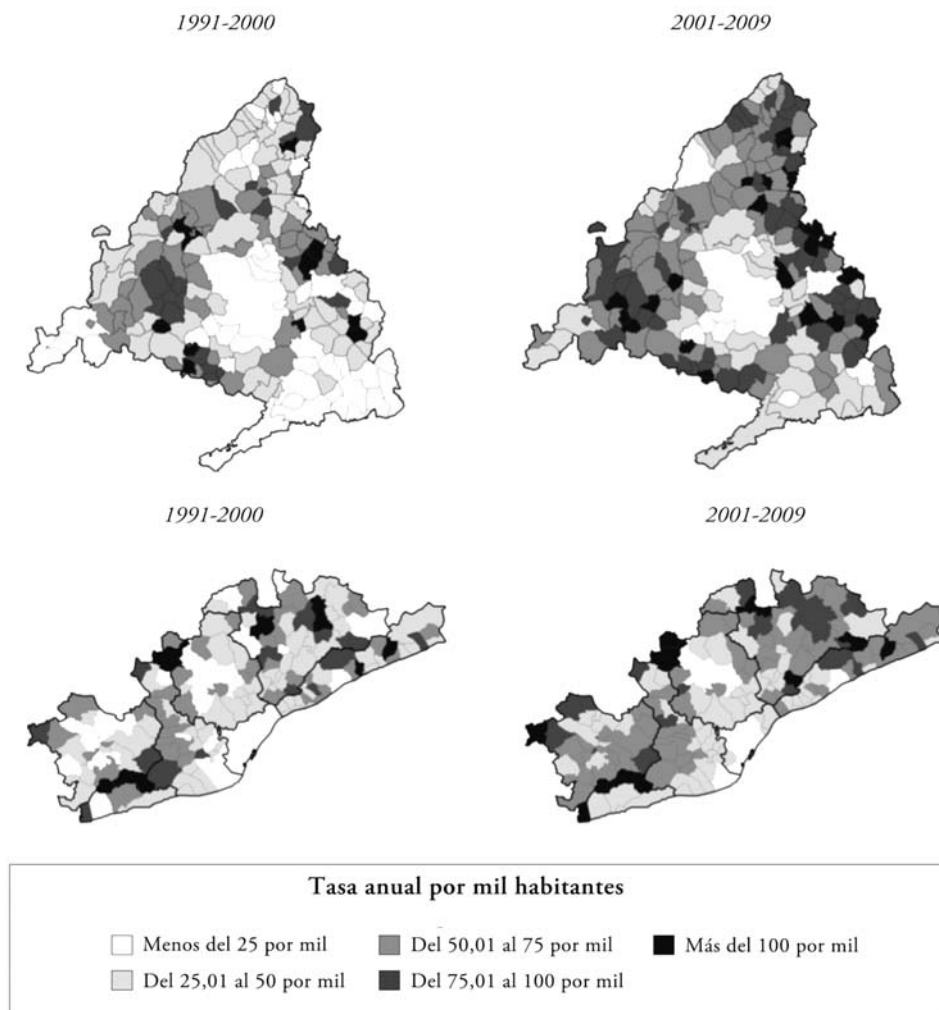 1991-2000 2001-2009
1991-2000 2001-2009
Tasa anual por mil habitantes
Menos del 25 por mil Del 50,01 al 75 por mil Más del 100 por mil
Del 25,01 al 50 por mil Del 75,01 al 100 por mil